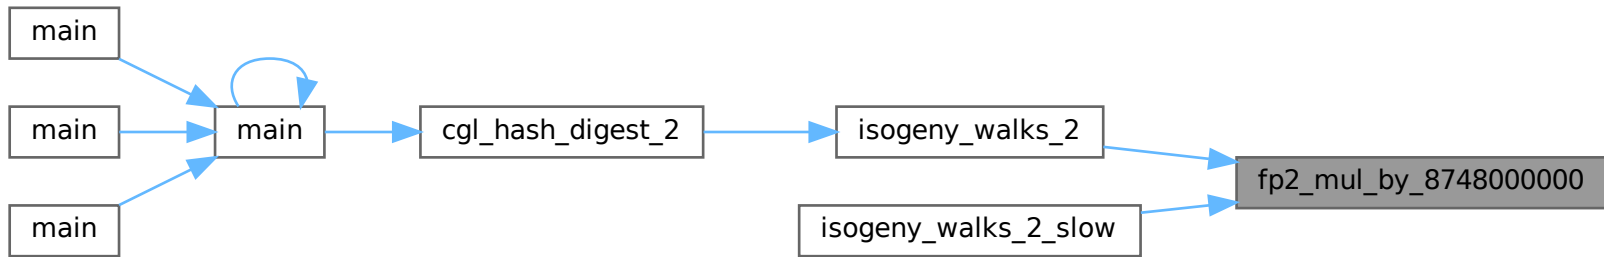 main
main
main
main
cgl_hash_digest_2
isogeny_walks_2
isogeny_walks_2_slow
fp2_mul_by_8748000000